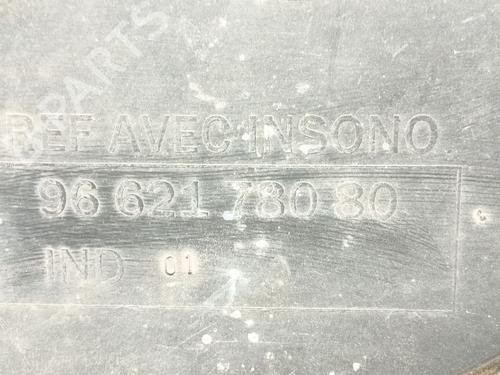 REF AVEC INSONO
96 621 780 80
IND 01